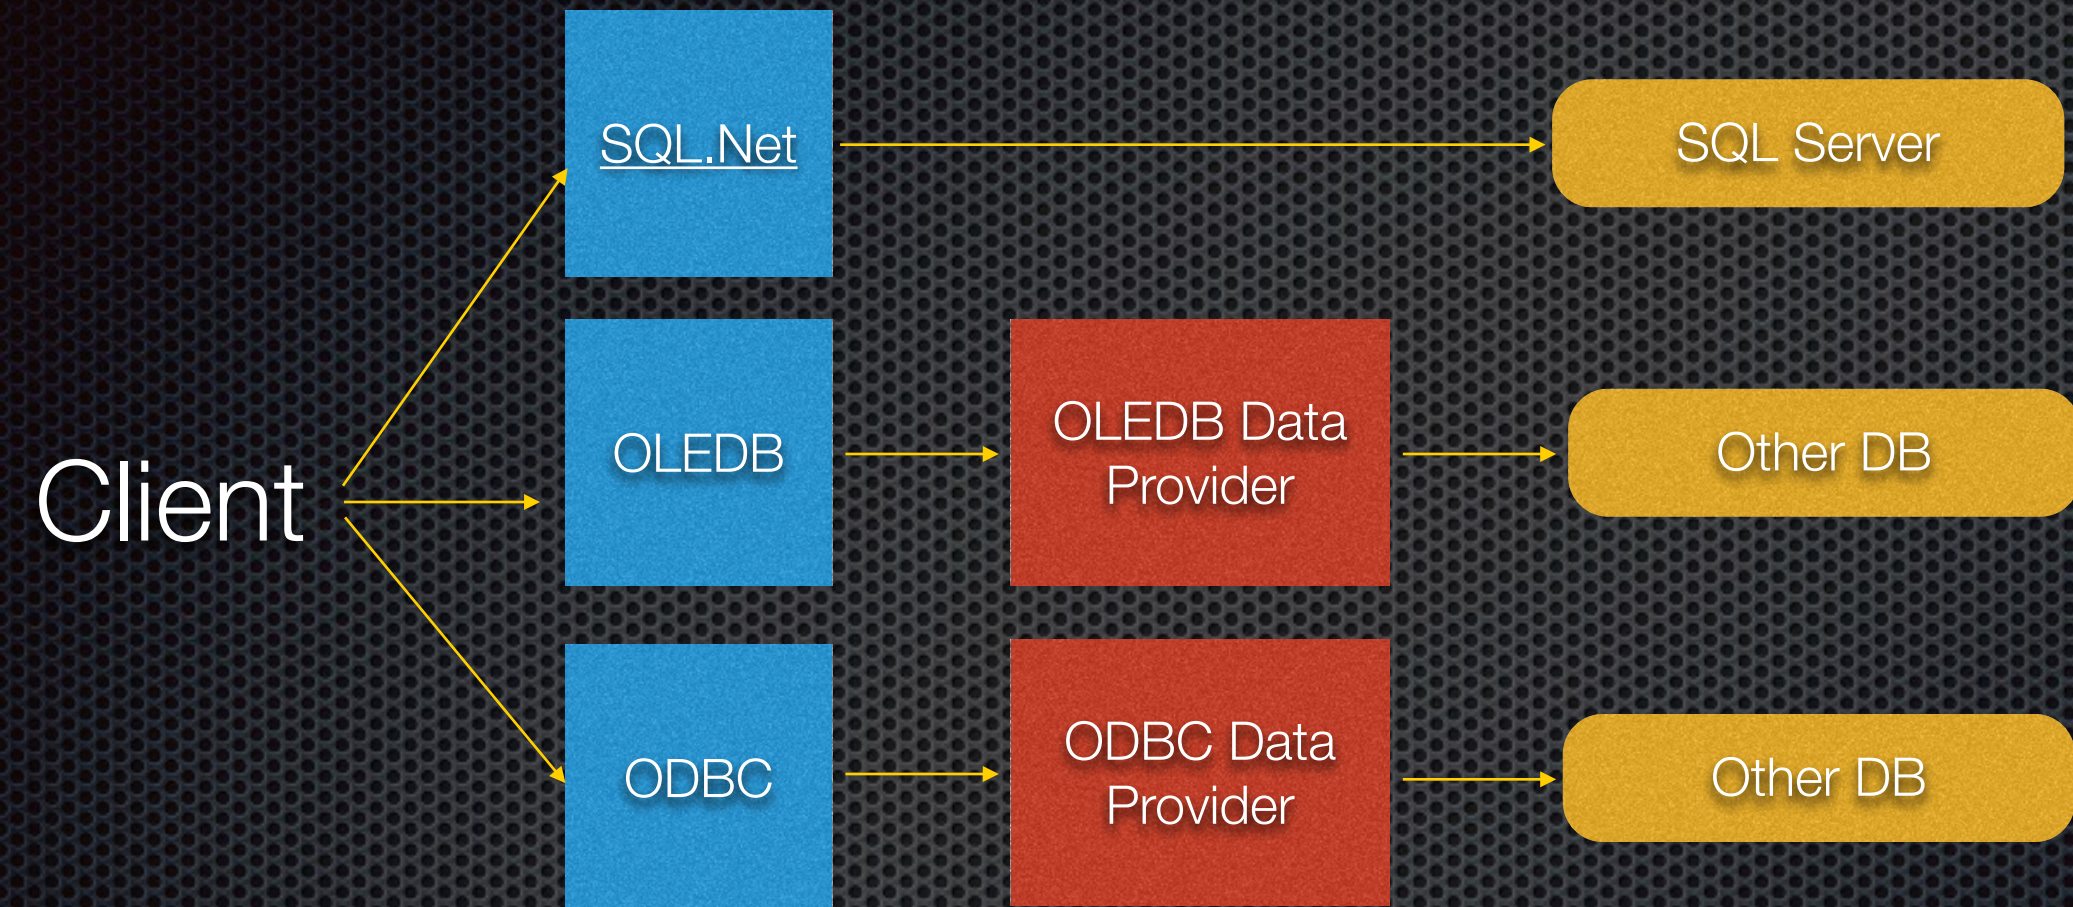 SQL.Net
SQL Server
Client
OLEDB
OLEDB Data
Provider
Other DB
ODBC
ODBC Data
Provider
Other DB